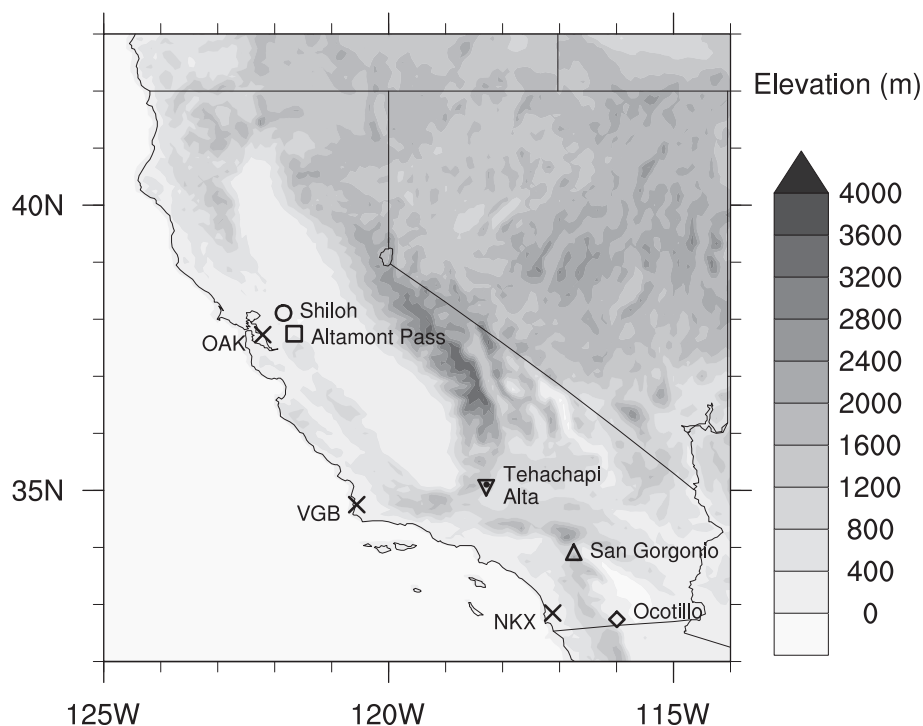 Elevation (m)
4000
3600
3200
2800
2400
2000
1600
1200
800
400
0
40N
35N
Shiloh
Altamont Pass
OAK
Tehachapi
Alta
VGB
San Gorgonio
NKX
Ocotillo
125W
120W
115W